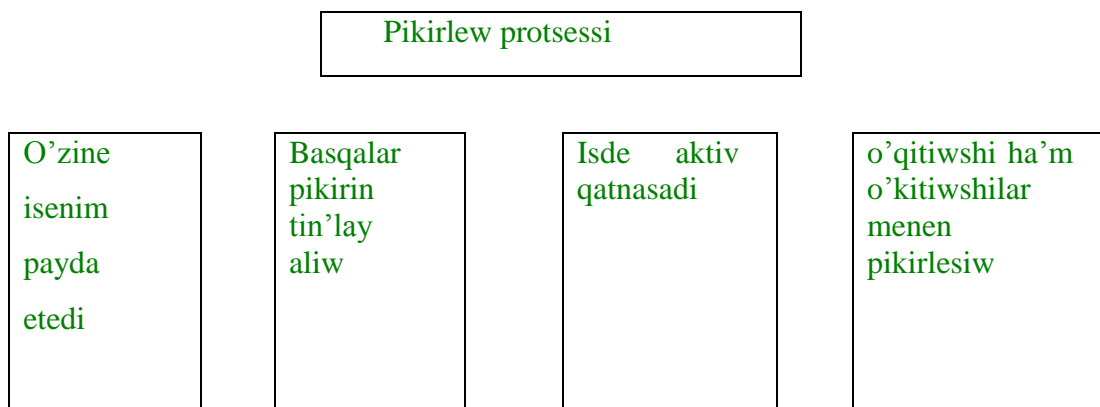 Pikirlew protsessi
O’zine
isenim
payda
etedi
Basqalar
pikirin
tin’lay
aliw
Isde aktiv
qatnasadi
o’qitiwshi ha’m
o’kitiwshilar
menen
pikirlesiw